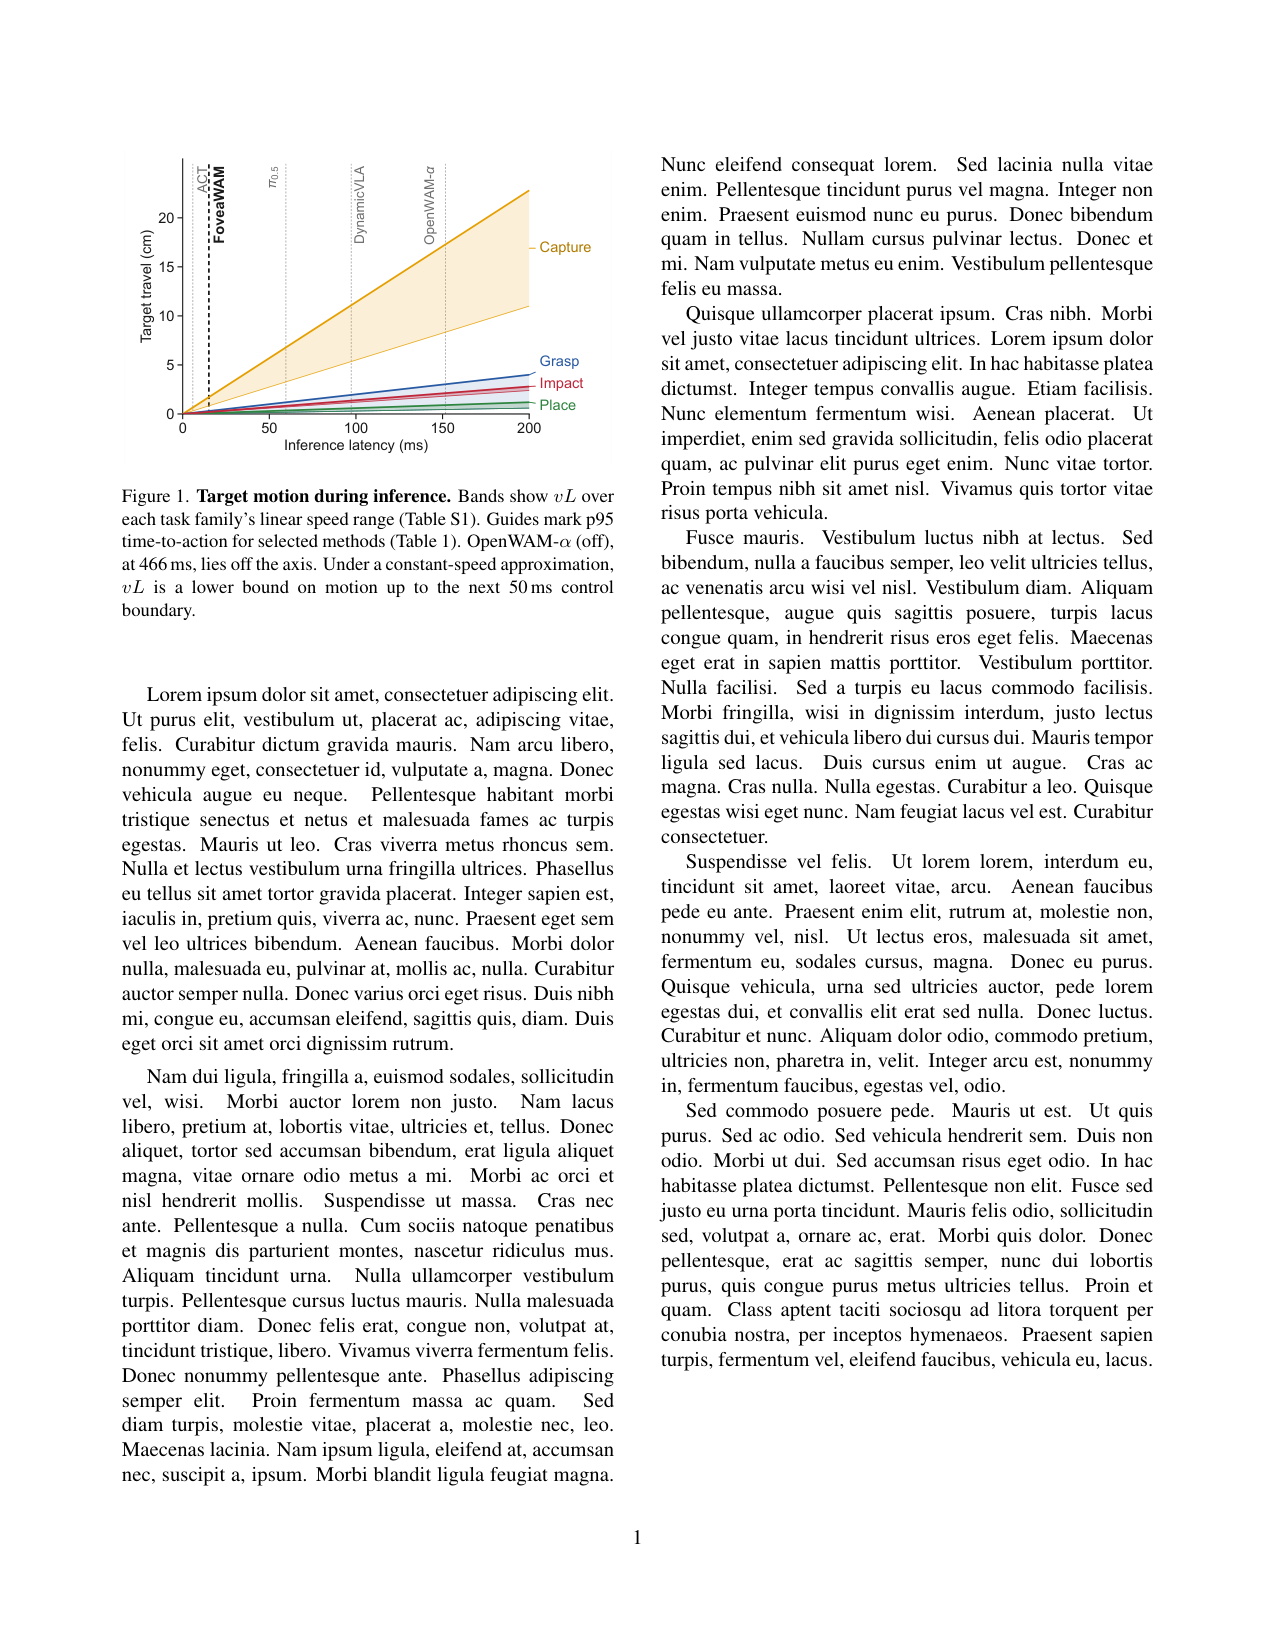 ACT
FoveaWAM
π0.5
DynamicVLA
OpenWAM-α
20
15
10
5
0
Target travel (cm)
Capture
Grasp
Impact
Place
0 50 100 150 200
Inference latency (ms)
Figure 1. Target motion during inference. Bands show vL over
each task family's linear speed range (Table S1). Guides mark p95
time-to-action for selected methods (Table 1). OpenWAM-α (off),
at 466 ms, lies off the axis. Under a constant-speed approximation,
vL is a lower bound on motion up to the next 50 ms control
boundary.
Lorem ipsum dolor sit amet, consectetuer adipiscing elit.
Ut purus elit, vestibulum ut, placerat ac, adipiscing vitae,
felis. Curabitur dictum gravida mauris. Nam arcu libero,
nonummy eget, consectetuer id, vulputate a, magna. Donec
vehicula augue eu neque. Pellentesque habitant morbi
tristique senectus et netus et malesuada fames ac turpis
egestas. Mauris ut leo. Cras viverra metus rhoncus sem.
Nulla et lectus vestibulum urna fringilla ultrices. Phasellus
eu tellus sit amet tortor gravida placerat. Integer sapien est,
iaculis in, pretium quis, viverra ac, nunc. Praesent eget sem
vel leo ultrices bibendum. Aenean faucibus. Morbi dolor
nulla, malesuada eu, pulvinar at, mollis ac, nulla. Curabitur
auctor semper nulla. Donec varius orci eget risus. Duis nibh
mi, congue eu, accumsan eleifend, sagittis quis, diam. Duis
eget orci sit amet orci dignissim rutrum.
Nam dui ligula, fringilla a, euismod sodales, sollicitudin
vel, wisi. Morbi auctor lorem non justo. Nam lacus
libero, pretium at, lobortis vitae, ultricies et, tellus. Donec
aliquet, tortor sed accumsan bibendum, erat ligula aliquet
magna, vitae ornare odio metus a mi. Morbi ac orci et
nisl hendrerit mollis. Suspendisse ut massa. Cras nec
ante. Pellentesque a nulla. Cum sociis natoque penatibus
et magnis dis parturient montes, nascetur ridiculus mus.
Aliquam tincidunt urna. Nulla ullamcorper vestibulum
turpis. Pellentesque cursus luctus mauris. Nulla malesuada
porttitor diam. Donec felis erat, congue non, volutpat at,
tincidunt tristique, libero. Vivamus viverra fermentum felis.
Donec nonummy pellentesque ante. Phasellus adipiscing
semper elit. Proin fermentum massa ac quam. Sed
diam turpis, molestie vitae, placerat a, molestie nec, leo.
Maecenas lacinia. Nam ipsum ligula, eleifend at, accumsan
nec, suscipit a, ipsum. Morbi blandit ligula feugiat magna.
Nunc eleifend consequat lorem. Sed lacinia nulla vitae
enim. Pellentesque tincidunt purus vel magna. Integer non
enim. Praesent euismod nunc eu purus. Donec bibendum
quam in tellus. Nullam cursus pulvinar lectus. Donec et
mi. Nam vulputate metus eu enim. Vestibulum pellentesque
felis eu massa.
Quisque ullamcorper placerat ipsum. Cras nibh. Morbi
vel justo vitae lacus tincidunt ultrices. Lorem ipsum dolor
sit amet, consectetuer adipiscing elit. In hac habitasse platea
dictumst. Integer tempus convallis augue. Etiam facilisis.
Nunc elementum fermentum wisi. Aenean placerat. Ut
imperdiet, enim sed gravida sollicitudin, felis odio placerat
quam, ac pulvinar elit purus eget enim. Nunc vitae tortor.
Proin tempus nibh sit amet nisl. Vivamus quis tortor vitae
risus porta vehicula.
Fusce mauris. Vestibulum luctus nibh at lectus. Sed
bibendum, nulla a faucibus semper, leo velit ultricies tellus,
ac venenatis arcu wisi vel nisl. Vestibulum diam. Aliquam
pellentesque, augue quis sagittis posuere, turpis lacus
congue quam, in hendrerit risus eros eget felis. Maecenas
eget erat in sapien mattis porttitor. Vestibulum porttitor.
Nulla facilisi. Sed a turpis eu lacus commodo facilisis.
Morbi fringilla, wisi in dignissim interdum, justo lectus
sagittis dui, et vehicula libero dui cursus dui. Mauris tempor
ligula sed lacus. Duis cursus enim ut augue. Cras ac
magna. Cras nulla. Nulla egestas. Curabitur a leo. Quisque
egestas wisi eget nunc. Nam feugiat lacus vel est. Curabitur
consectetuer.
Suspendisse vel felis. Ut lorem lorem, interdum eu,
tincidunt sit amet, laoreet vitae, arcu. Aenean faucibus
pede eu ante. Praesent enim elit, rutrum at, molestie non,
nonummy vel, nisl. Ut lectus eros, malesuada sit amet,
fermentum eu, sodales cursus, magna. Donec eu purus.
Quisque vehicula, urna sed ultricies auctor, pede lorem
egestas dui, et convallis elit erat sed nulla. Donec luctus.
Curabitur et nunc. Aliquam dolor odio, commodo pretium,
ultricies non, pharetra in, velit. Integer arcu est, nonummy
in, fermentum faucibus, egestas vel, odio.
Sed commodo posuere pede. Mauris ut est. Ut quis
purus. Sed ac odio. Sed vehicula hendrerit sem. Duis non
odio. Morbi ut dui. Sed accumsan risus eget odio. In hac
habitasse platea dictumst. Pellentesque non elit. Fusce sed
justo eu urna porta tincidunt. Mauris felis odio, sollicitudin
sed, volutpat a, ornare ac, erat. Morbi quis dolor. Donec
pellentesque, erat ac sagittis semper, nunc dui lobortis
purus, quis congue purus metus ultricies tellus. Proin et
quam. Class aptent taciti sociosqu ad litora torquent per
conubia nostra, per inceptos hymenaeos. Praesent sapien
turpis, fermentum vel, eleifend faucibus, vehicula eu, lacus.
1